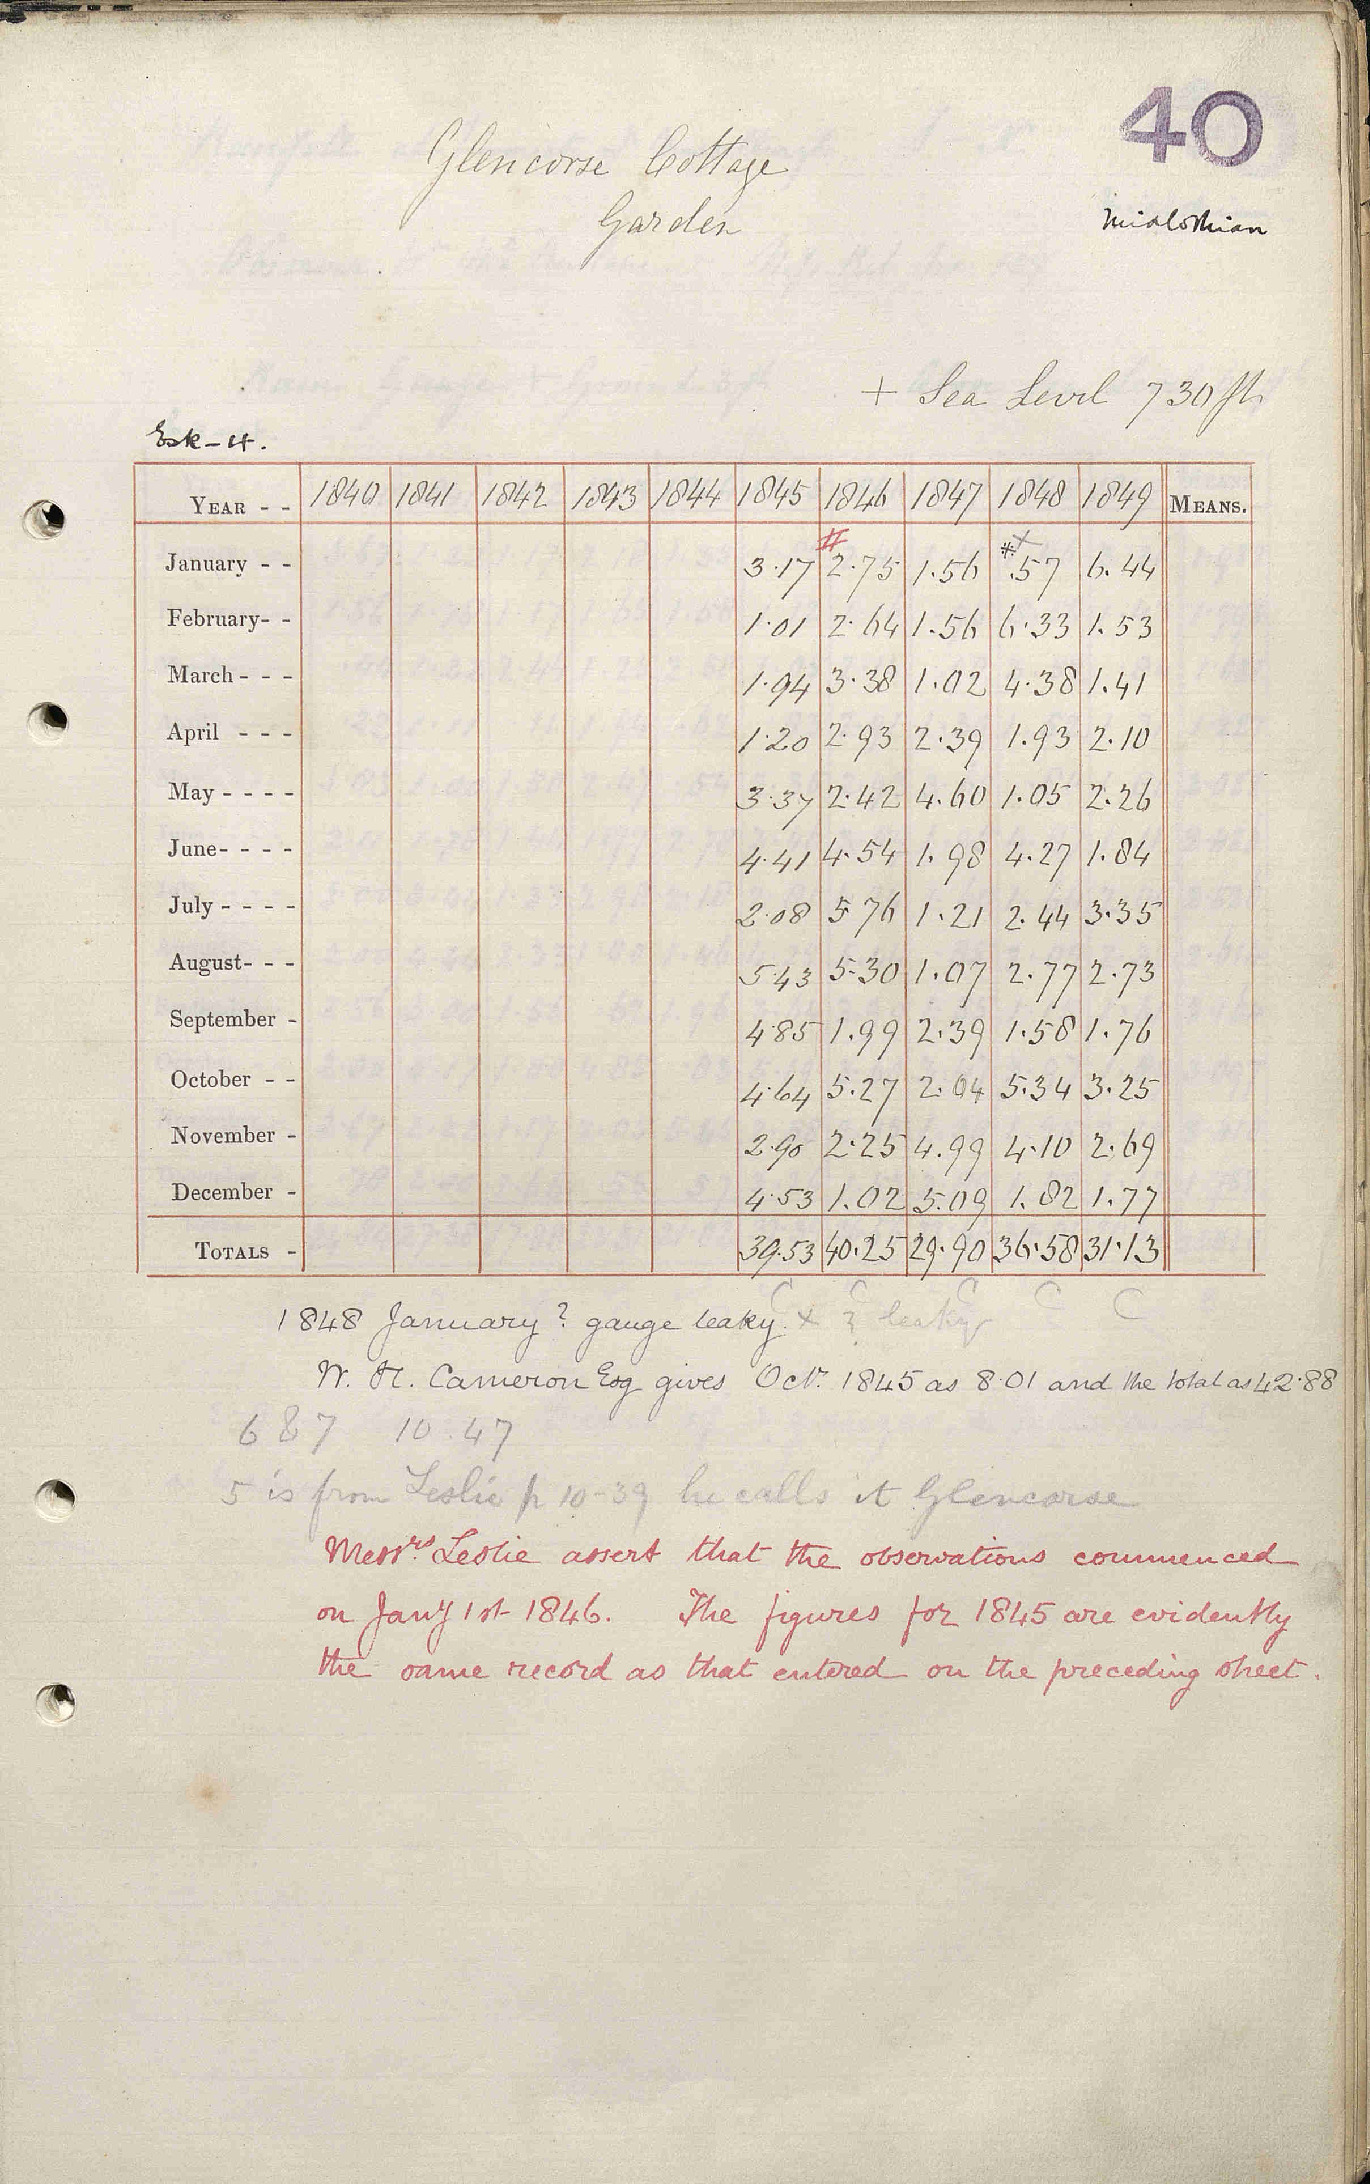 40
Glencorse Cottage
Garden
Midlothian
+ Sea Level 730 ft
Esk-4.
YEAR - - 1840 1841 1842 1843 1844 1845 1846 1847 1848 1849 MEANS.
January - - 3.17 # 2.75 1.56 * x .57 6.44
February- - 1.01 2.64 1.56 6.33 1.53
March - - - 1.94 3.38 1.02 4.38 1.41
April - - - 1.20 2.93 2.39 1.93 2.10
May - - - - 3.37 2.42 4.60 1.05 2.26
June- - - - 4.41 4.54 1.98 4.27 1.84
July - - - - 2.08 5.76 1.21 2.44 3.35
August- - - 5.43 5.30 1.07 2.77 2.73
September - 4.85 1.99 2.39 1.58 1.76
October - - 4.64 5.27 2.04 5.34 3.25
November - 2.90 2.25 4.99 4.10 2.69
December - 4.53 1.02 5.09 1.82 1.77
TOTALS - 39.53 40.25 29.90 36.58 31.13
C C C C C
1848 January ? gauge leaky. x ? leaky
W. H. Cameron Esq gives Octr. 1845 as 8.01 and the total as 42.88
6 8 7 10.47
5 is from Leslie p 10-39 he calls it Glencorse
Messrs. Leslie assert that the observations commenced
on Jany 1st 1846. The figures for 1845 are evidently
the same record as that entered on the preceding sheet.